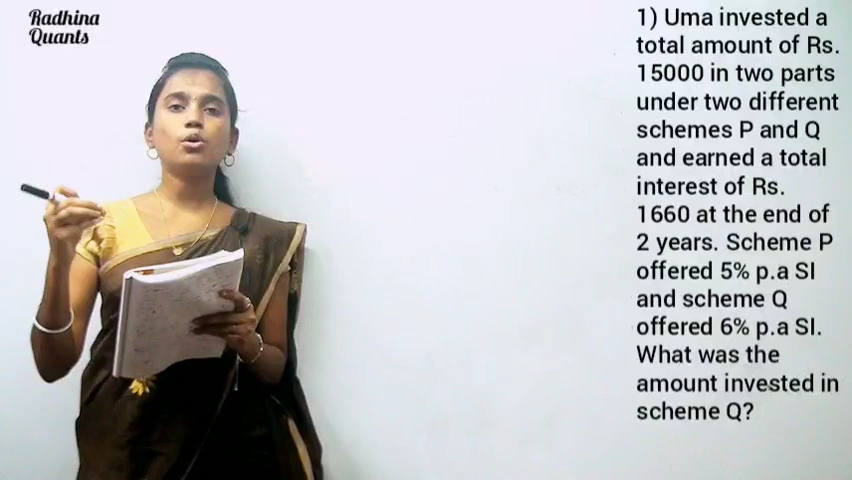 Radhina
Quants
1) Uma invested a
total amount of Rs.
15000 in two parts
under two different
schemes P and Q
and earned a total
interest of Rs.
1660 at the end of
2 years. Scheme P
offered 5% p.a SI
and scheme Q
offered 6% p.a SI.
What was the
amount invested in
scheme Q?